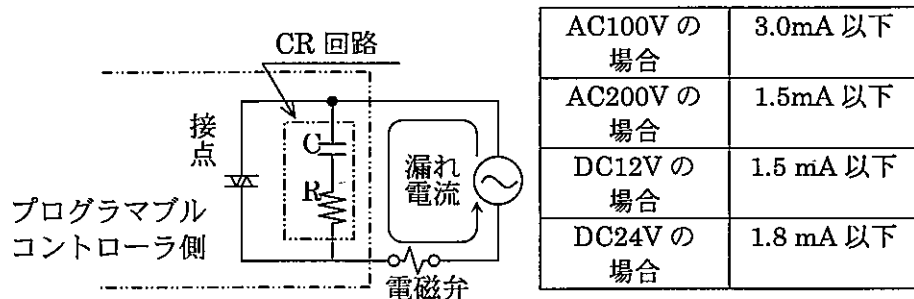 CR 回路
接点
C
R
漏れ
電流
プログラマブル
コントローラ側
電磁弁
AC100V の
場合
3.0mA 以下
AC200V の
場合
1.5mA 以下
DC12V の
場合
1.5 mA 以下
DC24V の
場合
1.8 mA 以下